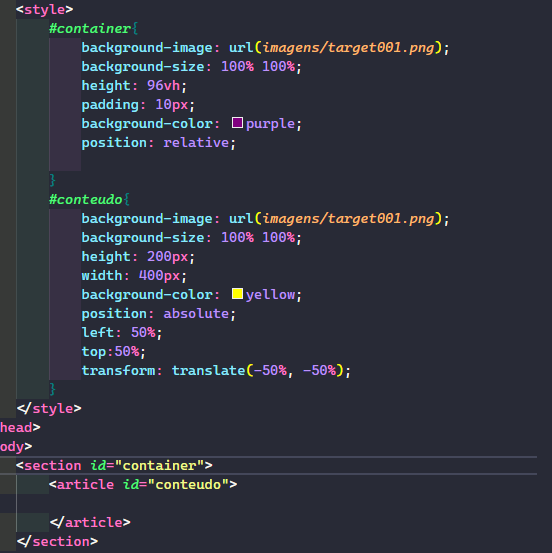 <style>
#container{
background-image: url(imagens/target001.png);
background-size: 100% 100%;
height: 96vh;
padding: 10px;
background-color: purple;
position: relative;
}
#conteudo{
background-image: url(imagens/target001.png);
background-size: 100% 100%;
height: 200px;
width: 400px;
background-color: yellow;
position: absolute;
left: 50%;
top:50%;
transform: translate(-50%, -50%);
}
</style>
head>
ody>
<section id="container">
<article id="conteudo">
</article>
</section>